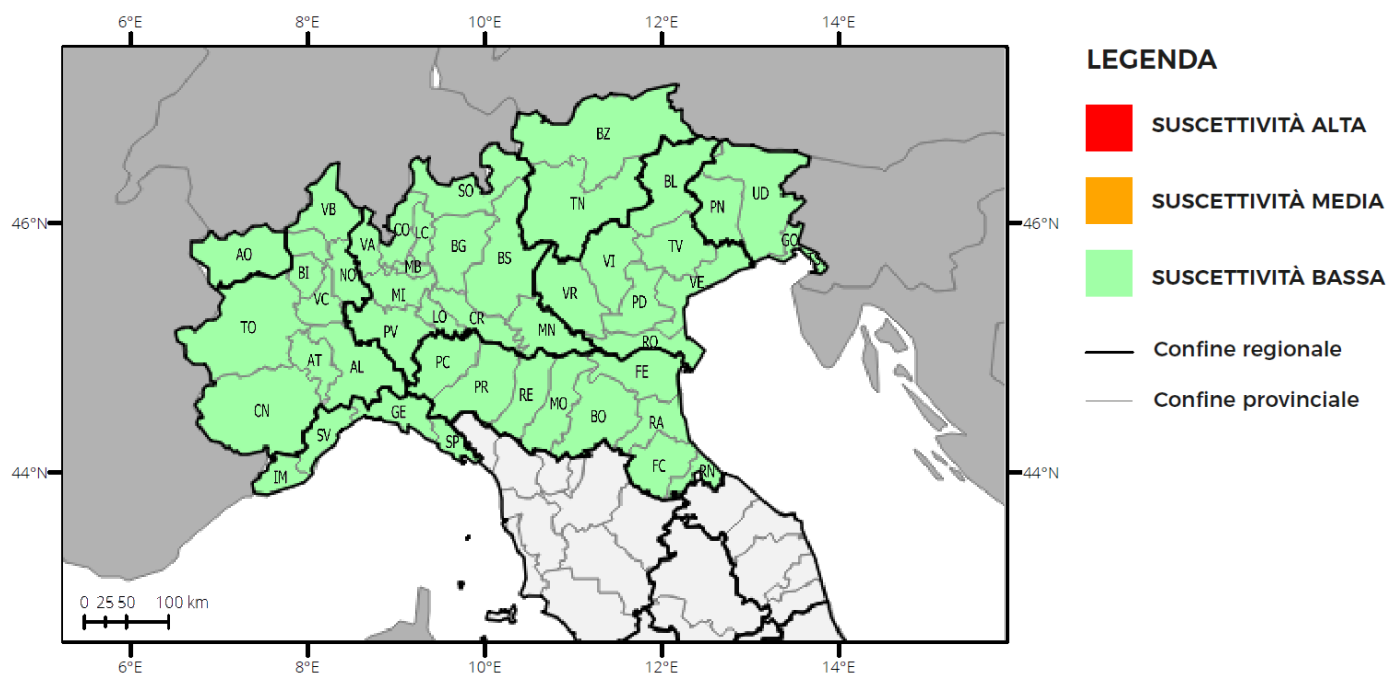 6°E 8°E 10°E 12°E 14°E
LEGENDA
SUSCETTIVITÀ ALTA
SUSCETTIVITÀ MEDIA
SUSCETTIVITÀ BASSA
Confine regionale
Confine provinciale
46°N
46°N
44°N
44°N
BZ
SO
TN
BL
UD
PN
VB
CO
LC
VA
GO
AO
BG
TV
BI
NO
MB
BS
VI
VE
VC
MI
VR
PD
TO
PV
LO
CR
MN
RO
AT
AL
PC
PR
RE
MO
FE
BO
CN
SV
GE
SP
RA
IM
FC
RN
0 25 50 100 km
6°E 8°E 10°E 12°E 14°E